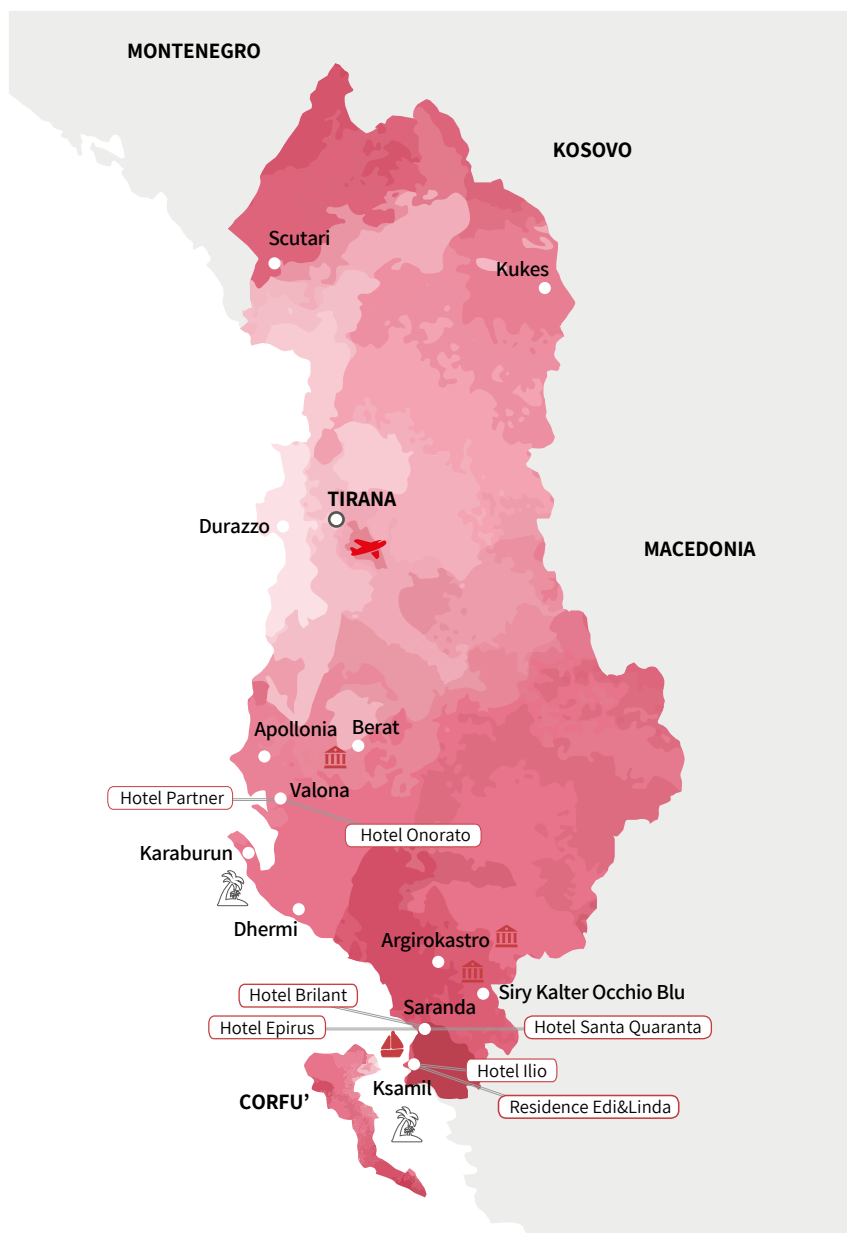 MONTENEGRO
KOSOVO
Scutari
Kukes
TIRANA
Durazzo
MACEDONIA
Apollonia
Berat
Valona
Hotel Partner
Hotel Onorato
Karaburun
Dhermi
Argirokastro
Siry Kalter Occhio Blu
Hotel Brilant
Saranda
Hotel Epirus
Hotel Santa Quaranta
Hotel Ilio
Ksamil
CORFU’
Residence Edi&Linda